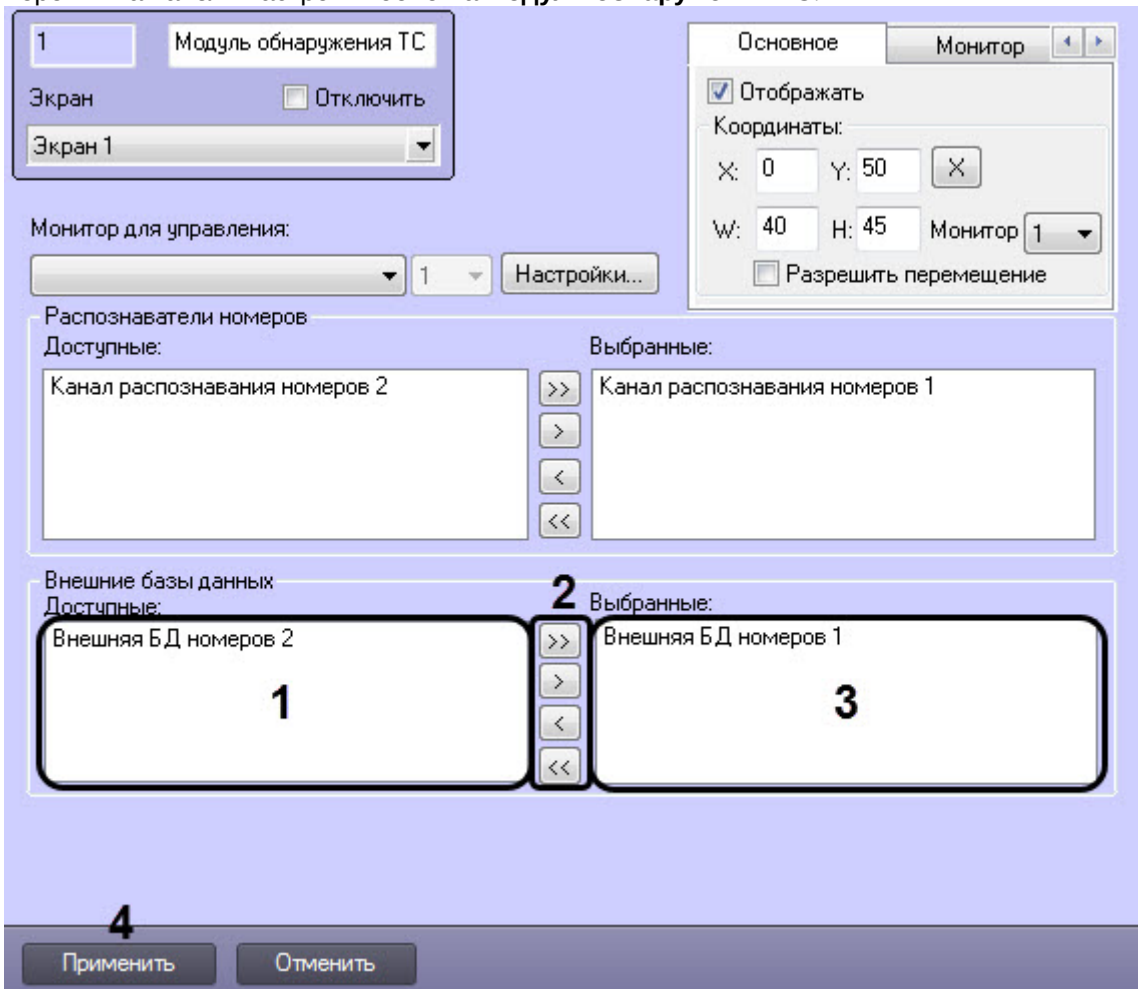 1 Модуль обнаружения ТС
Экран Отключить
Экран 1
Основное Монитор
Отображать
Координаты:
X: 0 Y: 50 X
W: 40 H: 45 Монитор 1
Разрешить перемещение
Монитор для управления:
1 Настройки...
Распознаватели номеров
Доступные: Выбранные:
Канал распознавания номеров 2 >> Канал распознавания номеров 1
>
<
<<
Внешние базы данных 2
Доступные: Выбранные:
Внешняя БД номеров 2 >> Внешняя БД номеров 1
1 > 3
<
<<
4
Применить Отменить